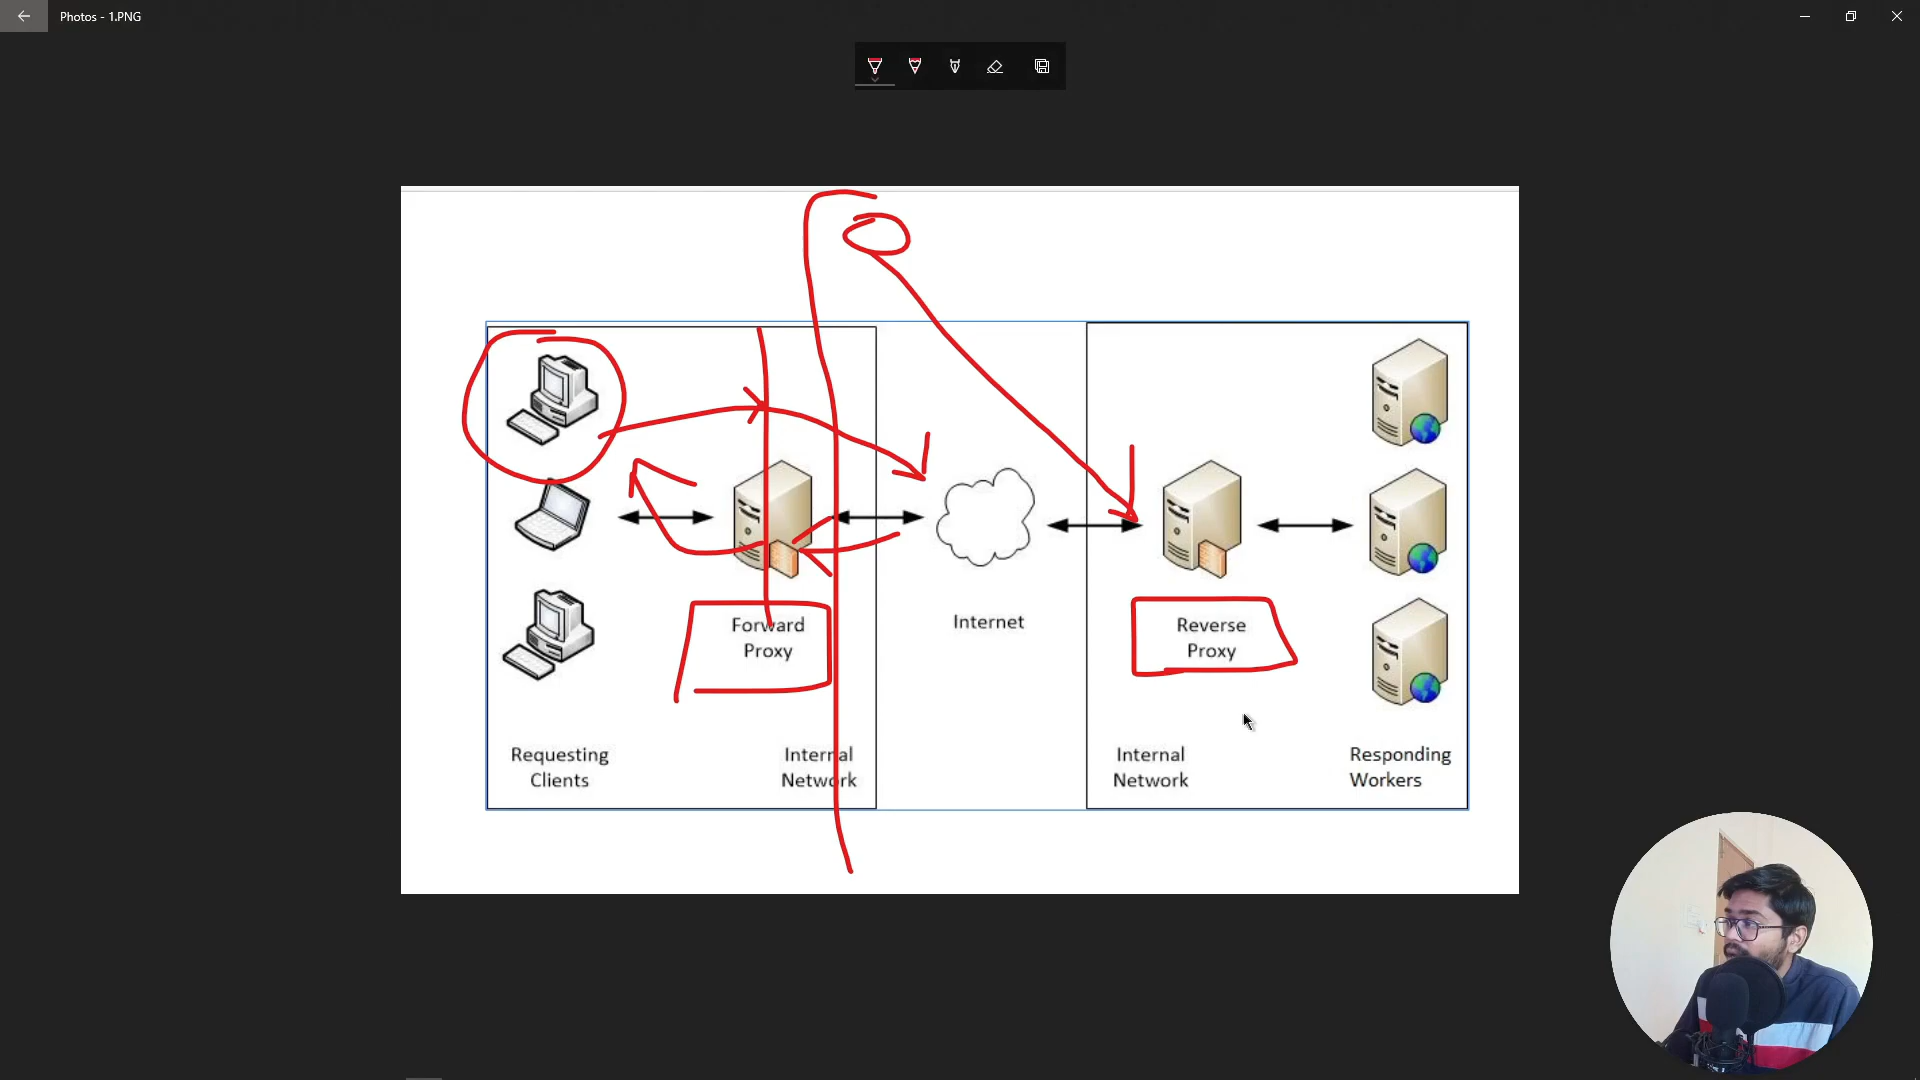 Photos - 1.PNG
Forward
Proxy
Internet
Reverse
Proxy
Requesting
Clients
Internal
Network
Internal
Network
Responding
Workers